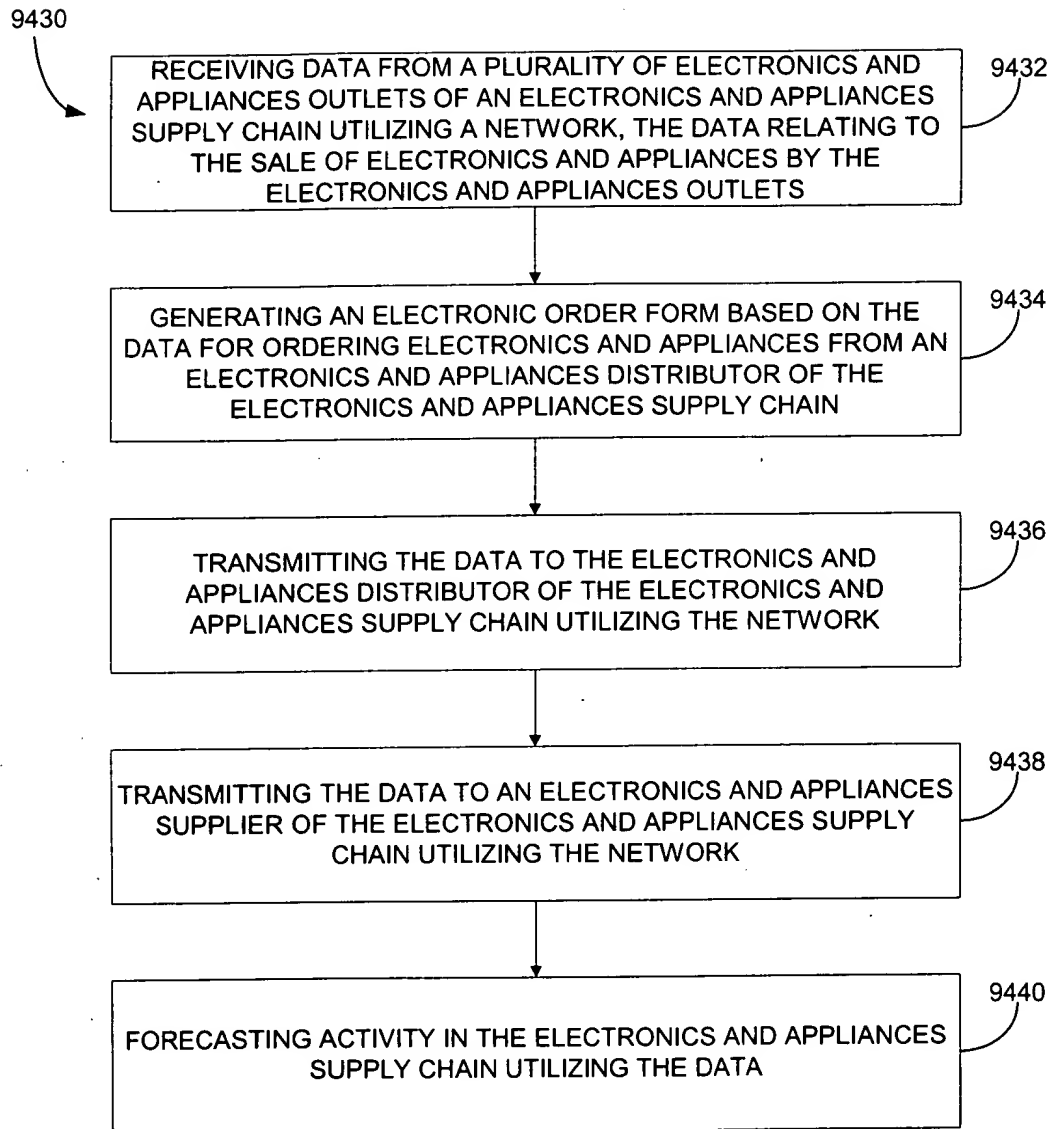 9430
RECEIVING DATA FROM A PLURALITY OF ELECTRONICS AND
APPLIANCES OUTLETS OF AN ELECTRONICS AND APPLIANCES
SUPPLY CHAIN UTILIZING A NETWORK, THE DATA RELATING TO
THE SALE OF ELECTRONICS AND APPLIANCES BY THE
ELECTRONICS AND APPLIANCES OUTLETS
9432
GENERATING AN ELECTRONIC ORDER FORM BASED ON THE
DATA FOR ORDERING ELECTRONICS AND APPLIANCES FROM AN
ELECTRONICS AND APPLIANCES DISTRIBUTOR OF THE
ELECTRONICS AND APPLIANCES SUPPLY CHAIN
9434
TRANSMITTING THE DATA TO THE ELECTRONICS AND
APPLIANCES DISTRIBUTOR OF THE ELECTRONICS AND
APPLIANCES SUPPLY CHAIN UTILIZING THE NETWORK
9436
TRANSMITTING THE DATA TO AN ELECTRONICS AND APPLIANCES
SUPPLIER OF THE ELECTRONICS AND APPLIANCES SUPPLY
CHAIN UTILIZING THE NETWORK
9438
FORECASTING ACTIVITY IN THE ELECTRONICS AND APPLIANCES
SUPPLY CHAIN UTILIZING THE DATA
9440